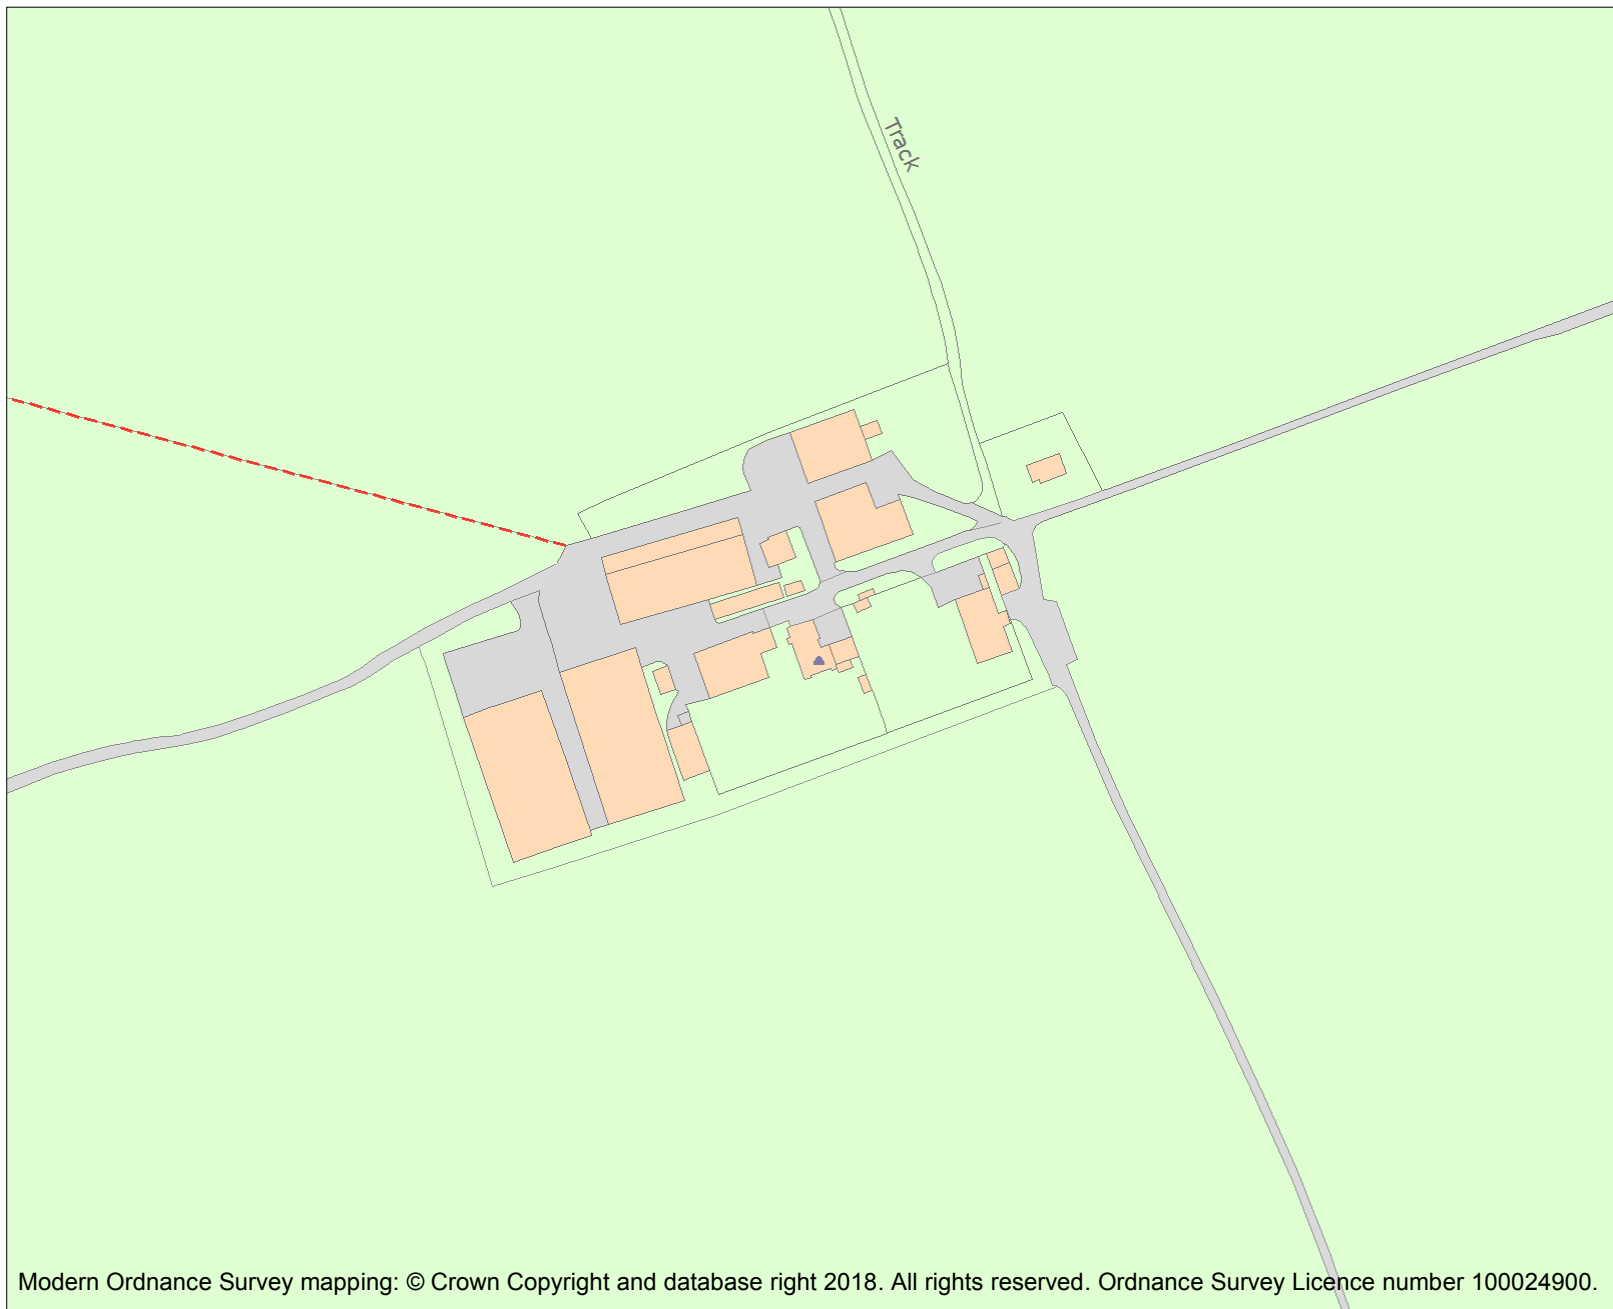 Track
Modern Ordnance Survey mapping: © Crown Copyright and database right 2018. All rights reserved. Ordnance Survey Licence number 100024900.